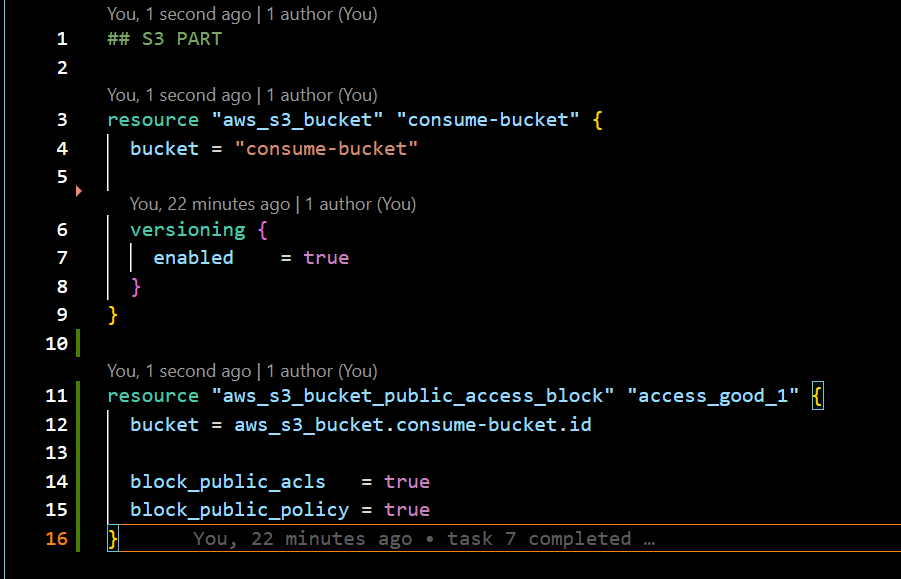 You, 1 second ago | 1 author (You)
1 ## S3 PART
2
You, 1 second ago | 1 author (You)
3 resource "aws_s3_bucket" "consume-bucket" {
4 bucket = "consume-bucket"
5
You, 22 minutes ago | 1 author (You)
6 versioning {
7 enabled    = true
8 }
9 }
10
You, 1 second ago | 1 author (You)
11 resource "aws_s3_bucket_public_access_block" "access_good_1" {
12 bucket = aws_s3_bucket.consume-bucket.id
13
14 block_public_acls   = true
15 block_public_policy = true
16 } You, 22 minutes ago • task 7 completed …